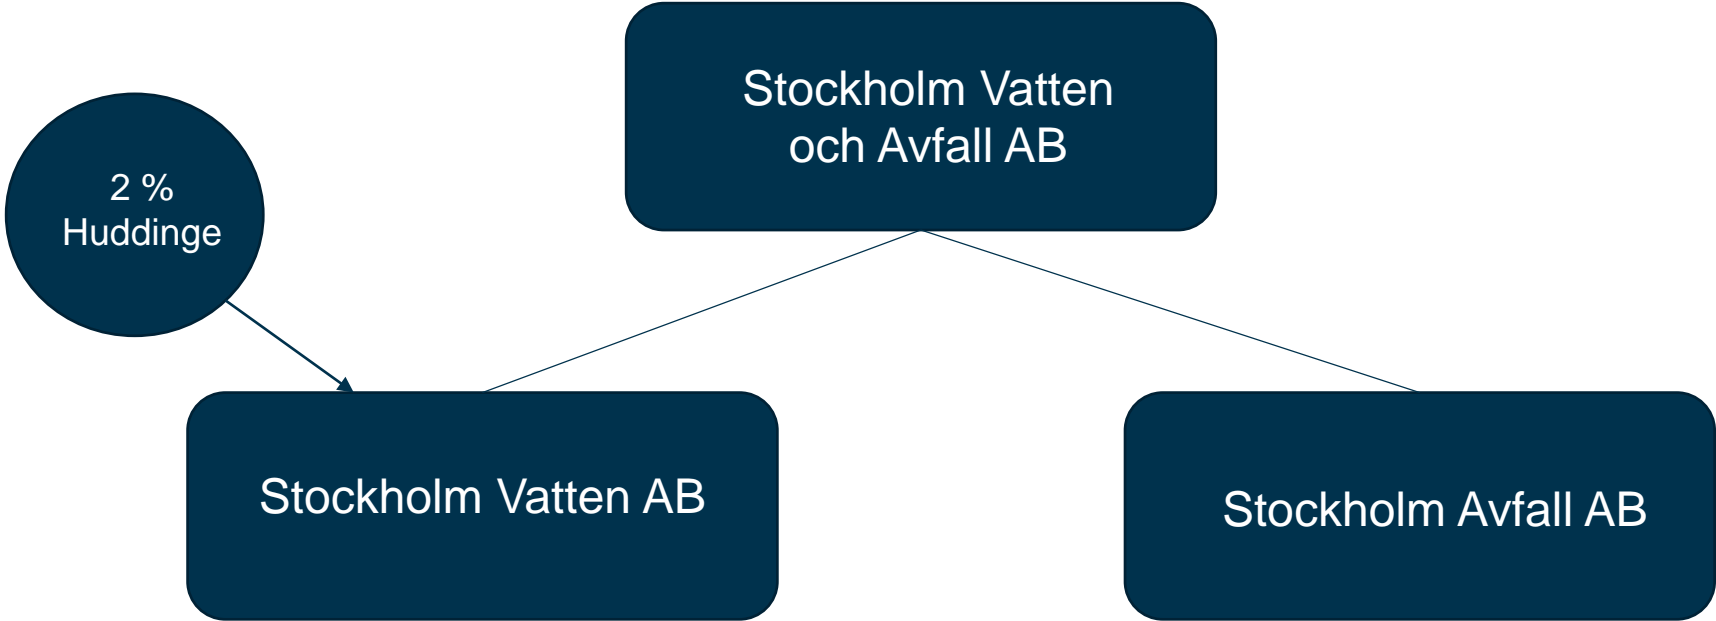 Stockholm Vatten
och Avfall AB
2 %
Huddinge
Stockholm Vatten AB
Stockholm Avfall AB